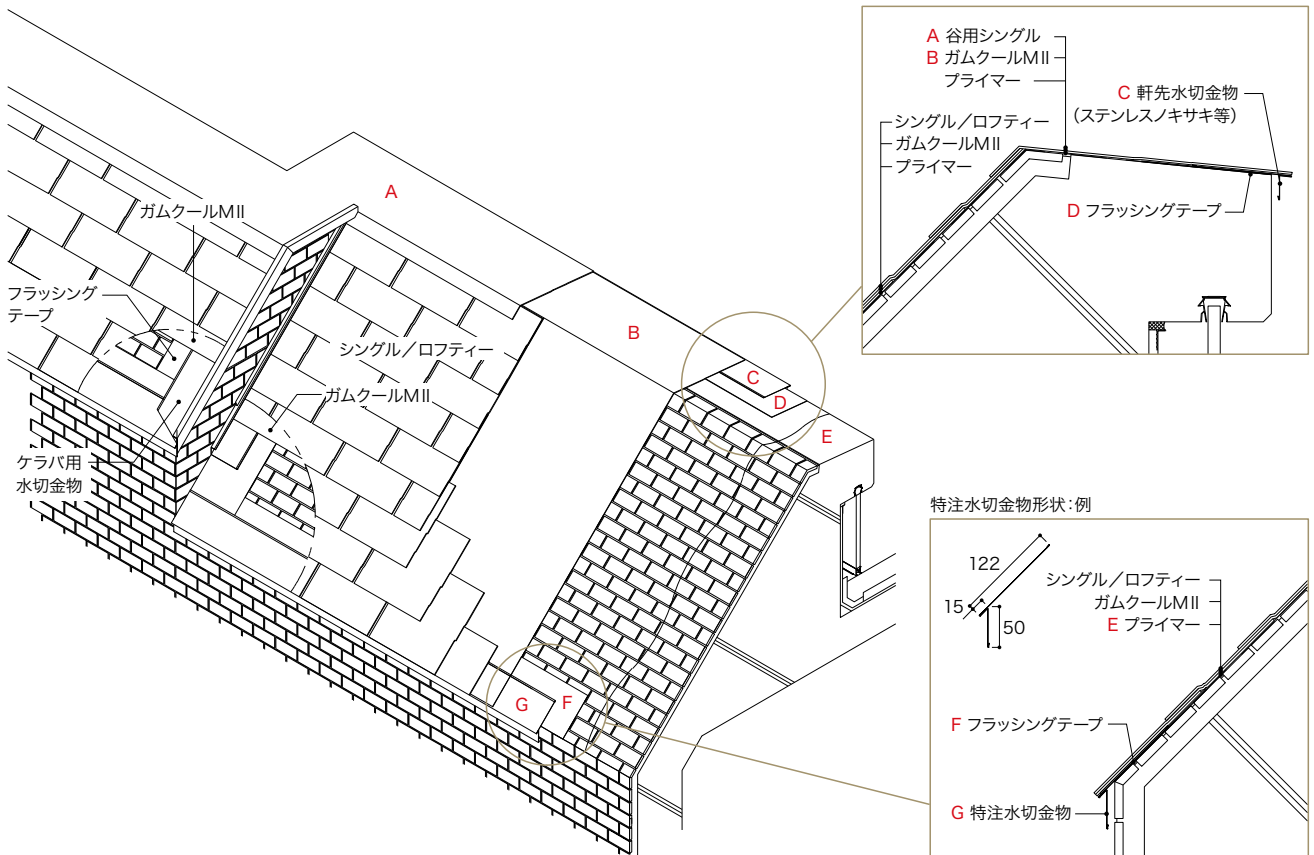 A
ガムクールMⅡ
フラッシング
テープ
シングル／ロフティー
ガムクールMⅡ
ケラバ用
水切金物
B
C
D
E
F
G
A 谷用シングル
B ガムクールMⅡ
プライマー
C 軒先水切金物
（ステンレスノキサキ等）
シングル／ロフティー
ガムクールMⅡ
プライマー
D フラッシングテープ
特注水切金物形状：例
122
15
50
シングル／ロフティー
ガムクールMⅡ
E プライマー
F フラッシングテープ
G 特注水切金物